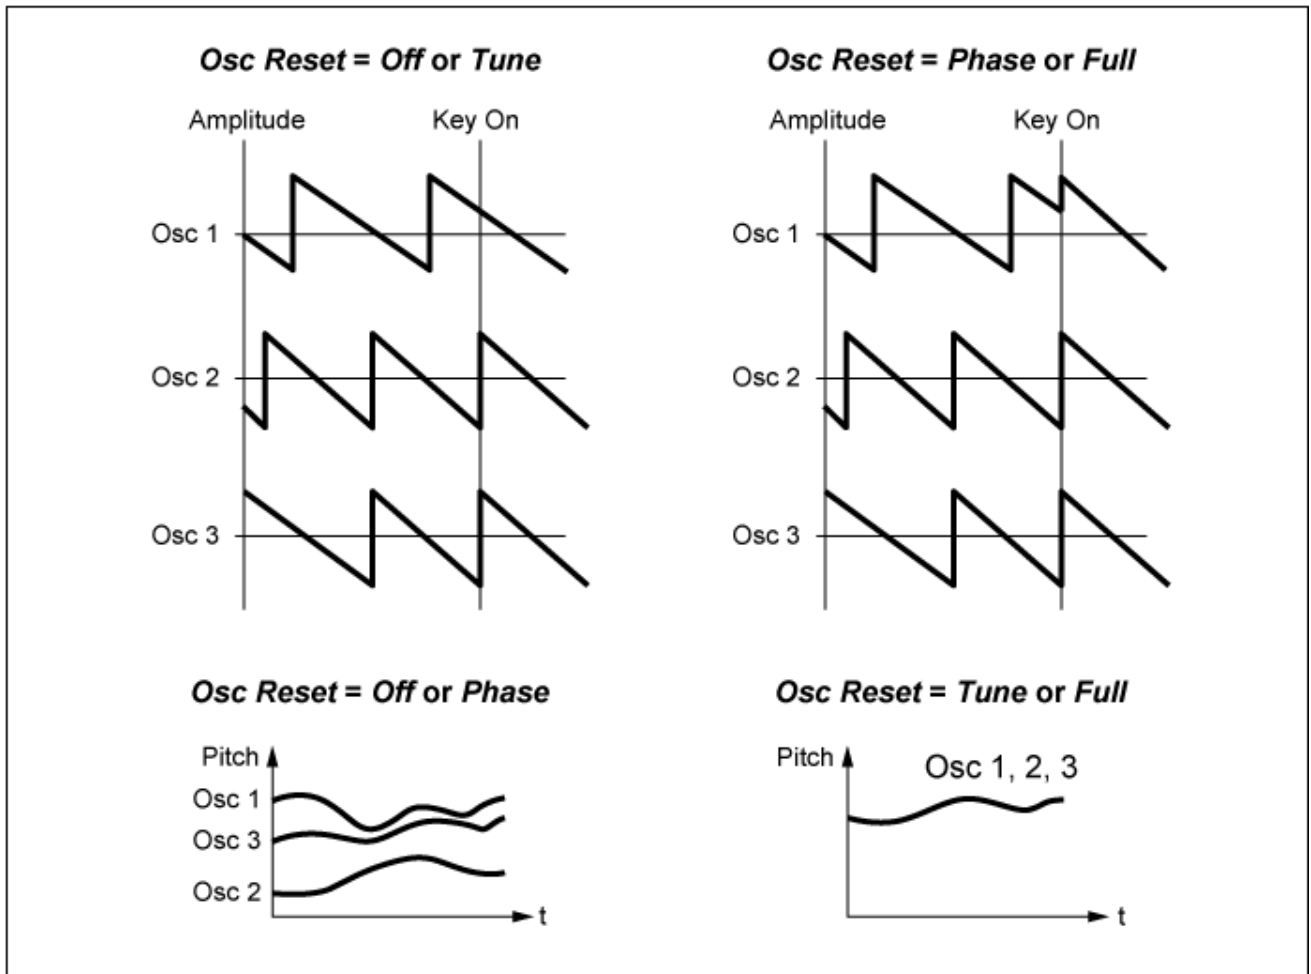 Osc Reset = Off or Tune
Amplitude Key On
Osc 1
Osc 2
Osc 3
Osc Reset = Phase or Full
Amplitude Key On
Osc 1
Osc 2
Osc 3
Osc Reset = Off or Phase
Pitch
Osc 1
Osc 3
Osc 2
t
Osc Reset = Tune or Full
Pitch
Osc 1, 2, 3
t